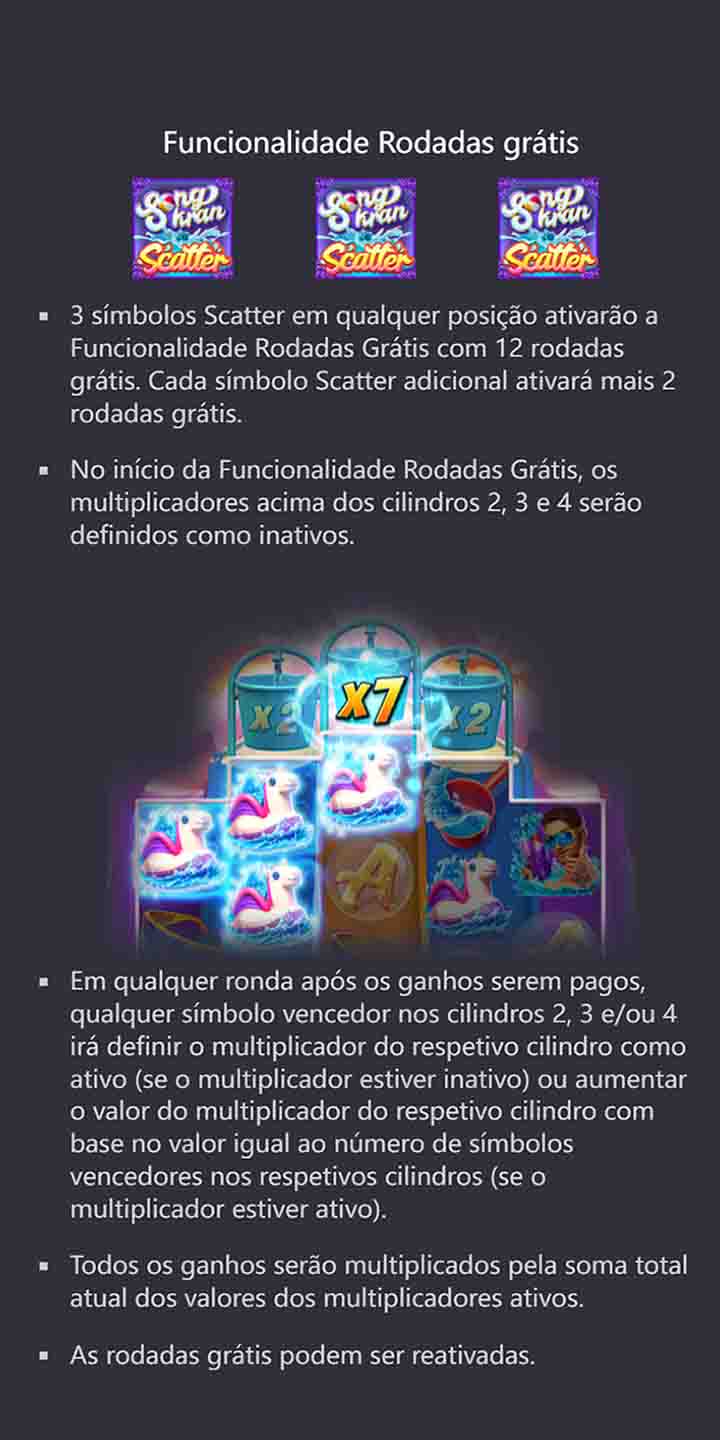 Funcionalidade Rodadas grátis
Songkran Songkran Songkran
Scatter Scatter Scatter
▪ 3 símbolos Scatter em qualquer posição ativarão a
Funcionalidade Rodadas Grátis com 12 rodadas
grátis. Cada símbolo Scatter adicional ativará mais 2
rodadas grátis.
▪ No início da Funcionalidade Rodadas Grátis, os
multiplicadores acima dos cilindros 2, 3 e 4 serão
definidos como inativos.
x2 x7 x2
A
▪ Em qualquer ronda após os ganhos serem pagos,
qualquer símbolo vencedor nos cilindros 2, 3 e/ou 4
irá definir o multiplicador do respetivo cilindro como
ativo (se o multiplicador estiver inativo) ou aumentar
o valor do multiplicador do respetivo cilindro com
base no valor igual ao número de símbolos
vencedores nos respetivos cilindros (se o
multiplicador estiver ativo).
▪ Todos os ganhos serão multiplicados pela soma total
atual dos valores dos multiplicadores ativos.
▪ As rodadas grátis podem ser reativadas.